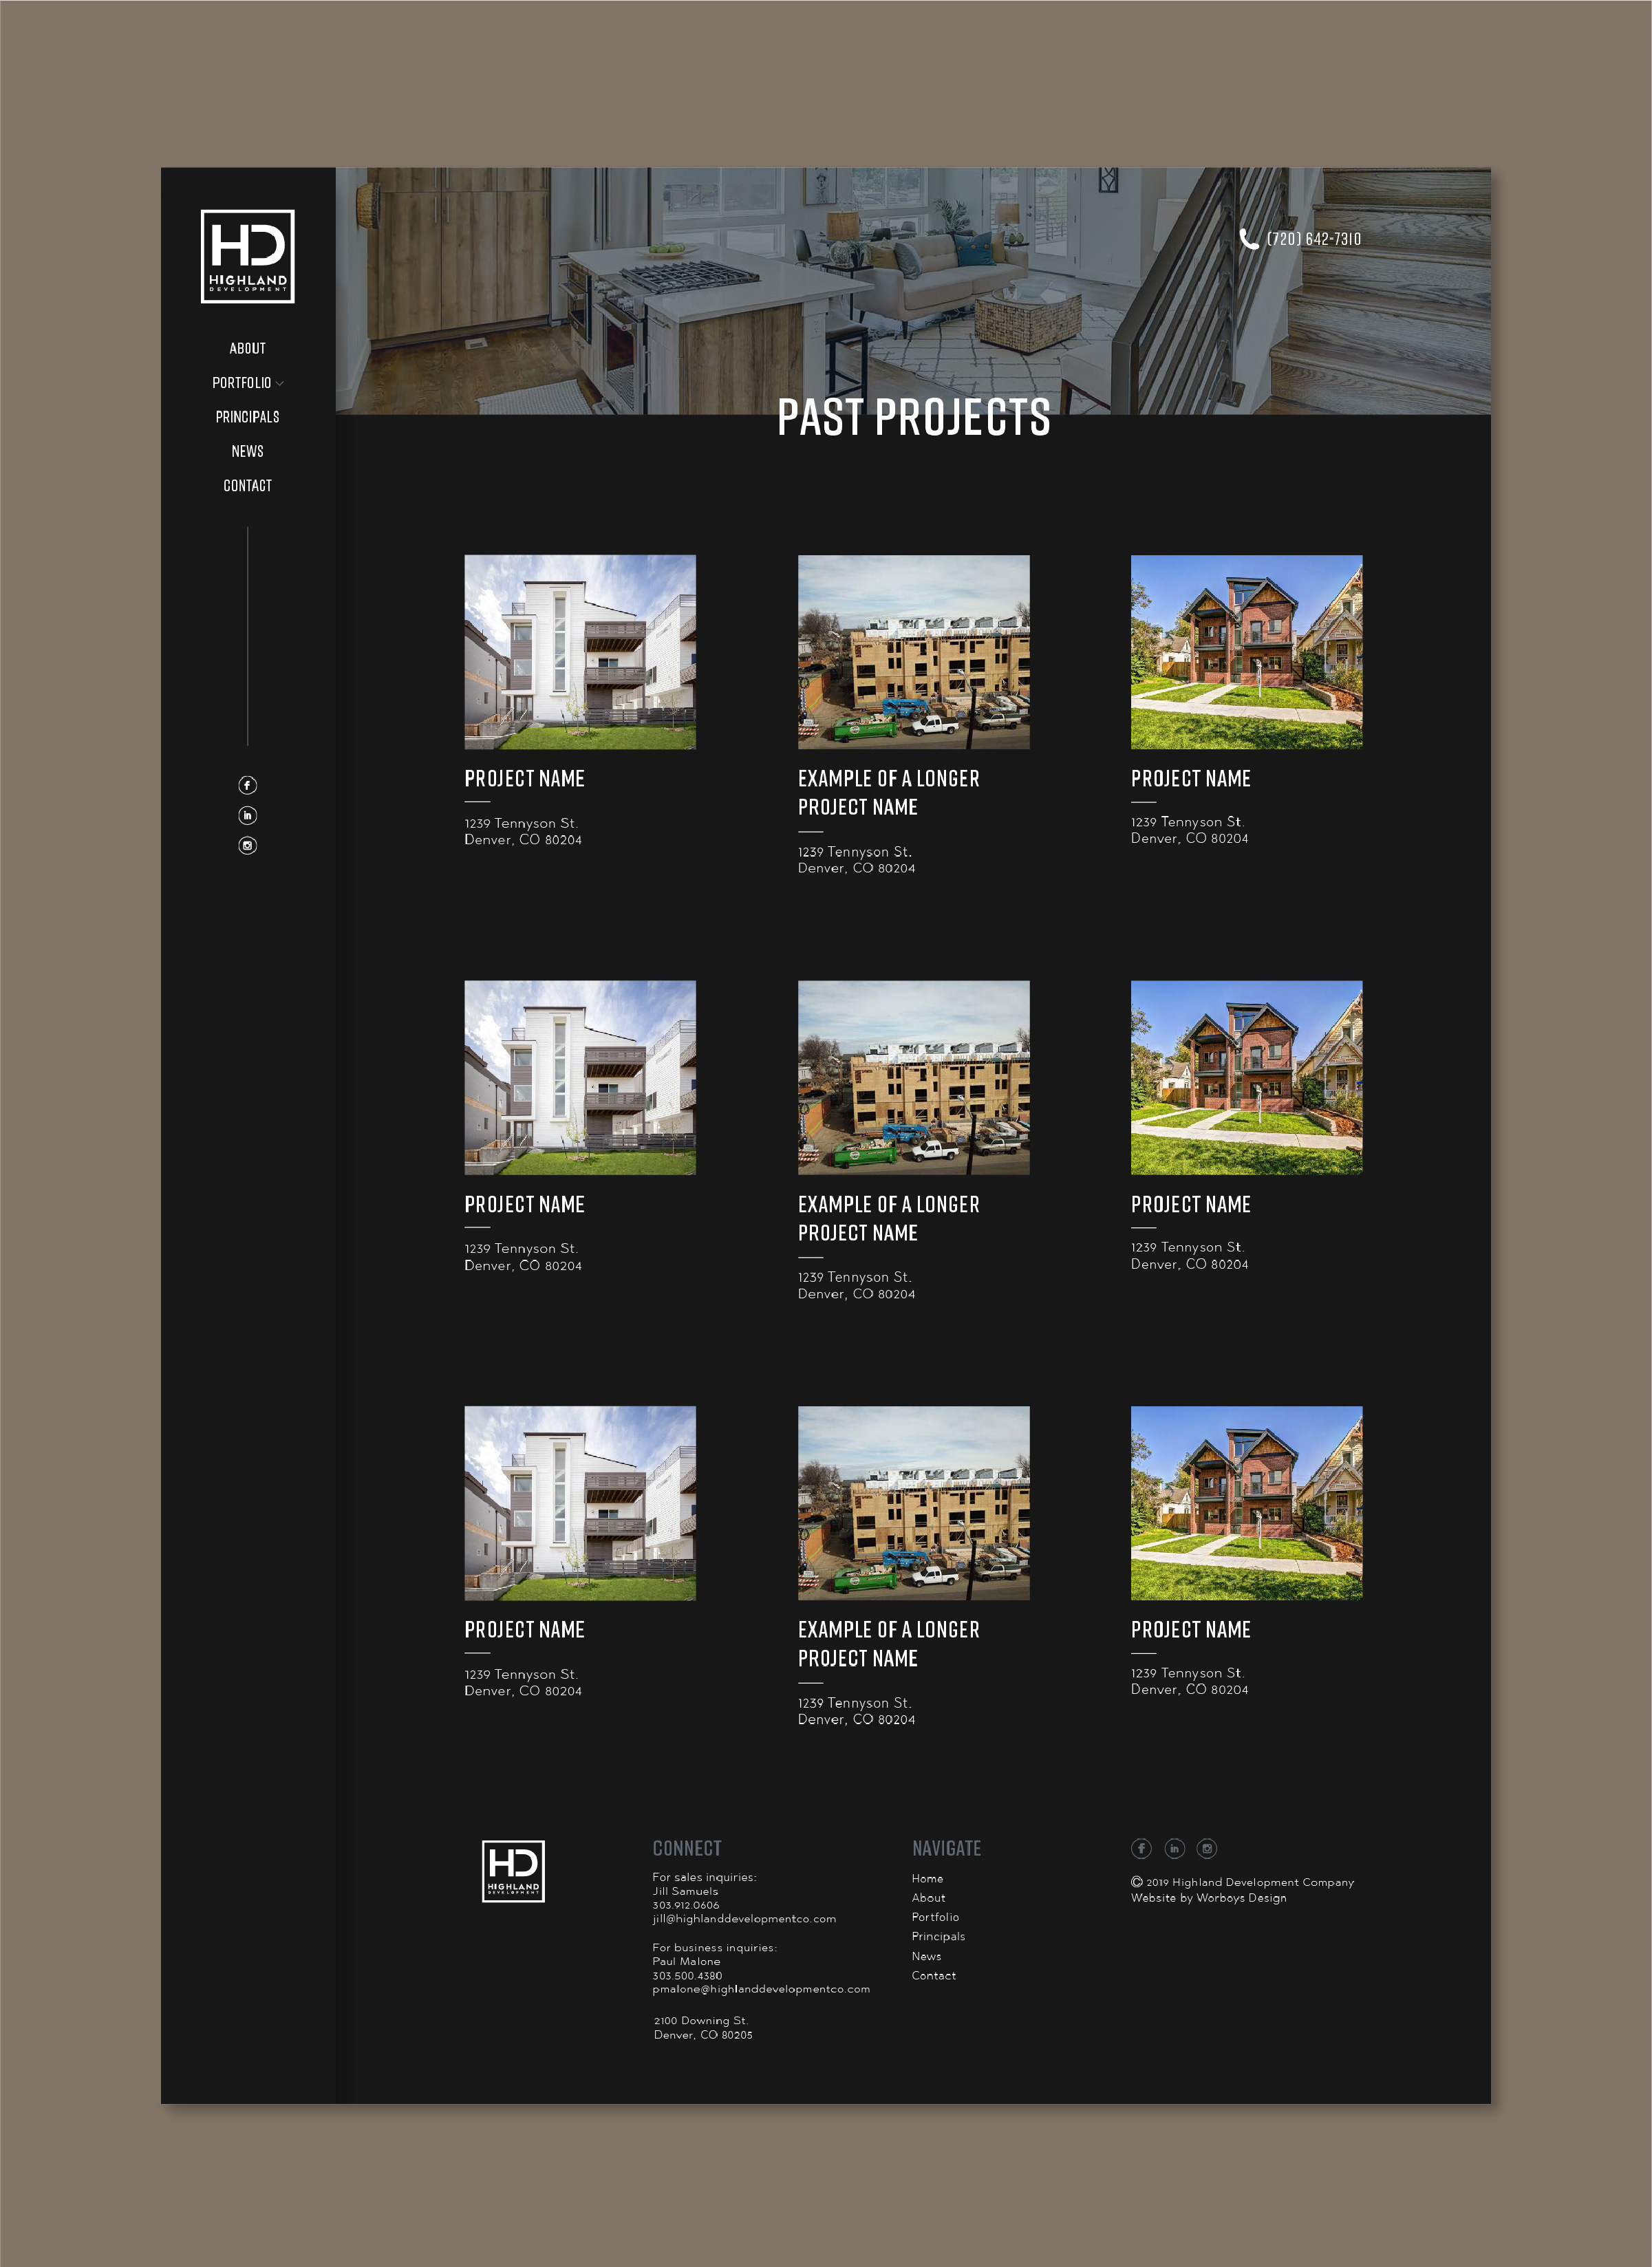 HD
HIGHLAND
DEVELOPMENT
ABOUT
PORTFOLIO
PRINCIPALS
NEWS
CONTACT
(720) 642-7310
PAST PROJECTS
PROJECT NAME
1239 Tennyson St.
Denver, CO 80204
EXAMPLE OF A LONGER
PROJECT NAME
1239 Tennyson St.
Denver, CO 80204
PROJECT NAME
1239 Tennyson St.
Denver, CO 80204
PROJECT NAME
1239 Tennyson St.
Denver, CO 80204
EXAMPLE OF A LONGER
PROJECT NAME
1239 Tennyson St.
Denver, CO 80204
PROJECT NAME
1239 Tennyson St.
Denver, CO 80204
PROJECT NAME
1239 Tennyson St.
Denver, CO 80204
EXAMPLE OF A LONGER
PROJECT NAME
1239 Tennyson St.
Denver, CO 80204
PROJECT NAME
1239 Tennyson St.
Denver, CO 80204
HD
HIGHLAND
DEVELOPMENT
CONNECT
For sales inquiries:
Jill Samuels
303.912.0606
jill@highlanddevelopmentco.com
For business inquiries:
Paul Malone
303.500.4380
pmalone@highlanddevelopmentco.com
2100 Downing St.
Denver, CO 80205
NAVIGATE
Home
About
Portfolio
Principals
News
Contact
© 2019 Highland Development Company
Website by Worboys Design